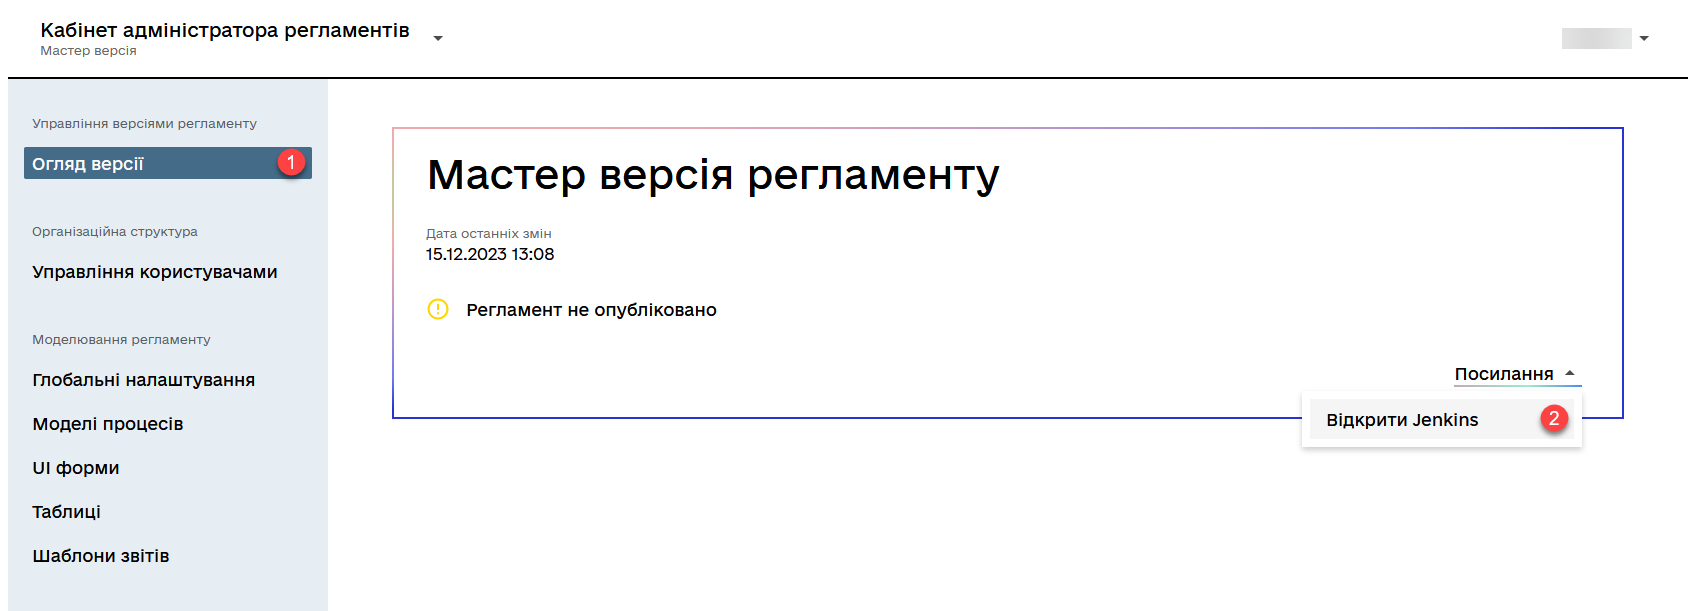 Кабінет адміністратора регламентів
Мастер версія
Управління версіями регламенту
Огляд версії 1
Організаційна структура
Управління користувачами
Моделювання регламенту
Глобальні налаштування
Моделі процесів
UI форми
Таблиці
Шаблони звітів
Мастер версія регламенту
Дата останніх змін
15.12.2023 13:08
Регламент не опубліковано
Посилання
Відкрити Jenkins 2